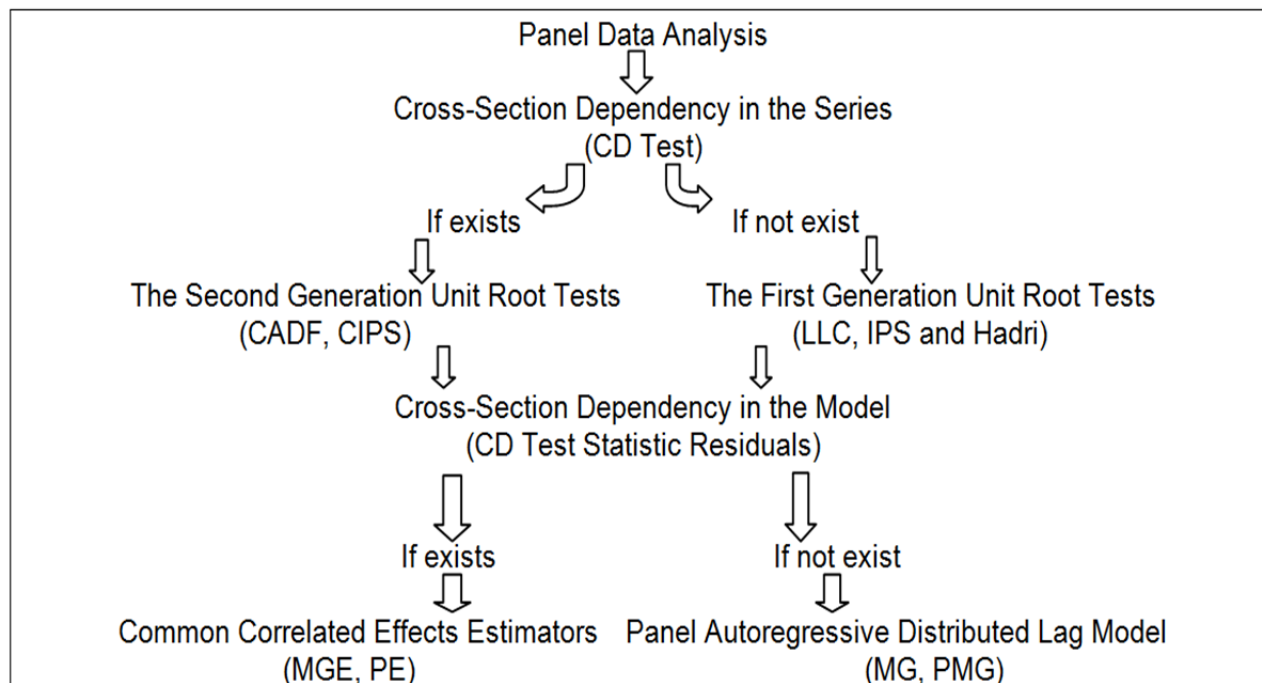 Panel Data Analysis
Cross-Section Dependency in the Series
(CD Test)
If exists
If not exist
The Second Generation Unit Root Tests
(CADF, CIPS)
The First Generation Unit Root Tests
(LLC, IPS and Hadri)
Cross-Section Dependency in the Model
(CD Test Statistic Residuals)
If exists
If not exist
Common Correlated Effects Estimators
(MGE, PE)
Panel Autoregressive Distributed Lag Model
(MG, PMG)